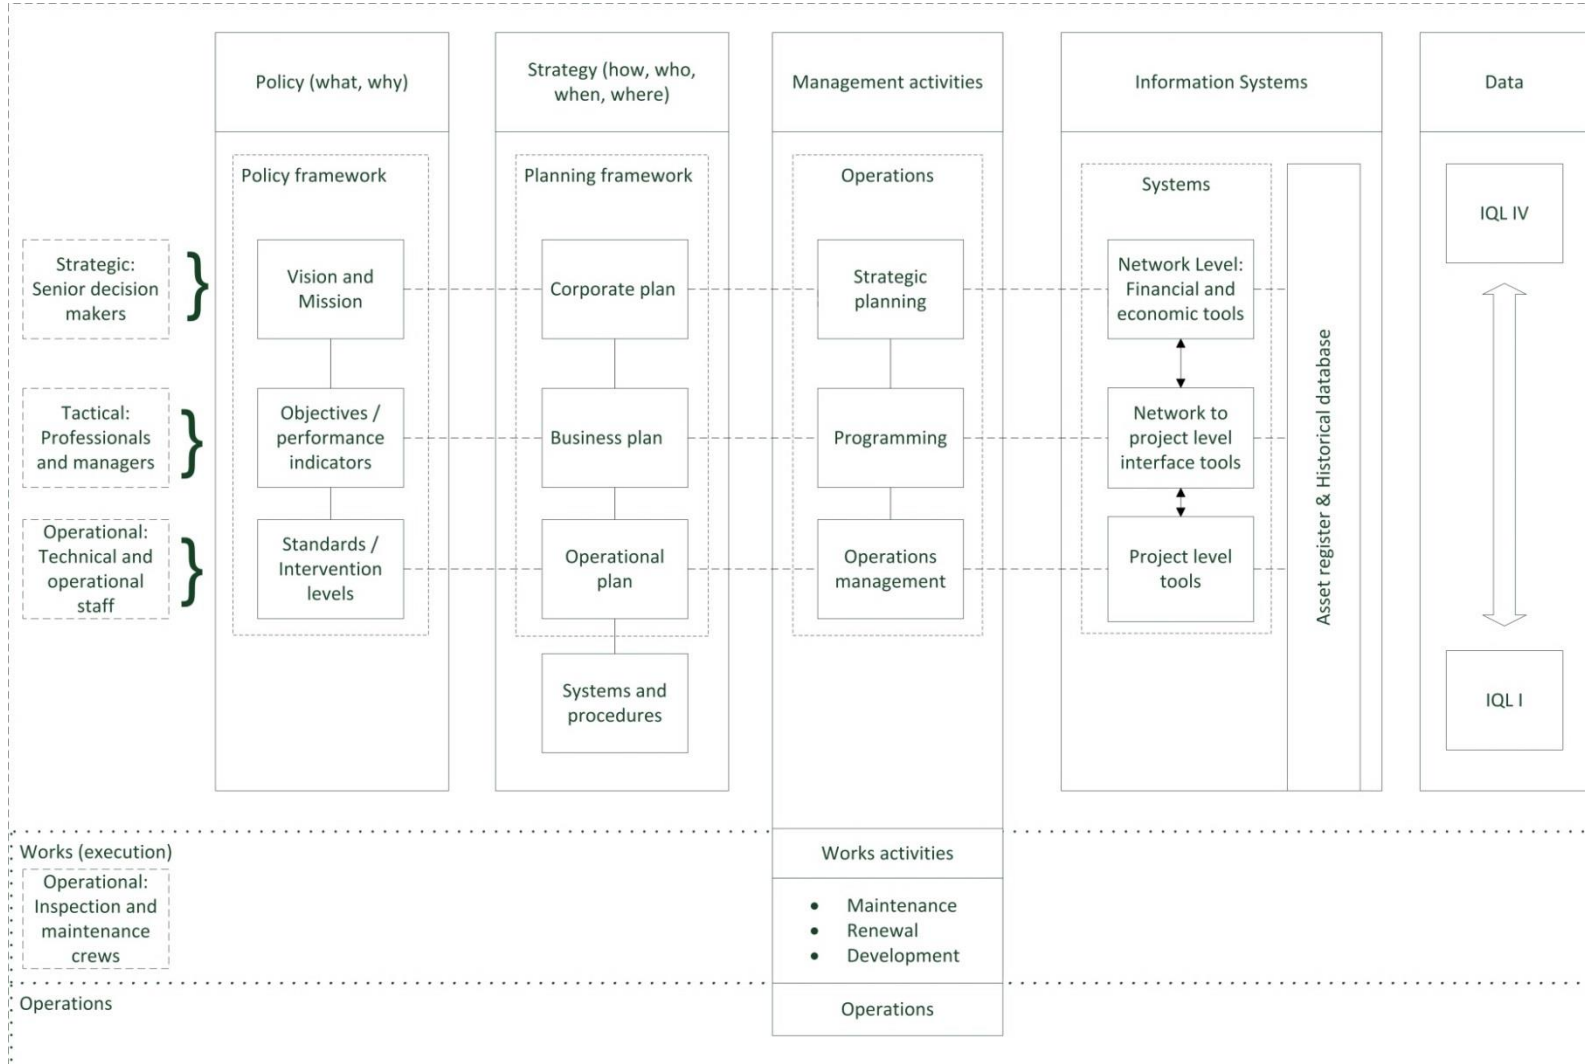 Policy (what, why)
Strategy (how, who,
when, where)
Management activities
Information Systems
Data
Policy framework
Planning framework
Operations
Systems
IQL IV
Strategic:
Senior decision
makers
}
Vision and
Mission
Corporate plan
Strategic
planning
Network Level:
Financial and
economic tools
Tactical:
Professionals
and managers
}
Objectives /
performance
indicators
Business plan
Programming
Network to
project level
interface tools
Operational:
Technical and
operational
staff
}
Standards /
Intervention
levels
Operational
plan
Operations
management
Project level
tools
Asset register & Historical database
Systems and
procedures
IQL I
Works (execution)
Operational:
Inspection and
maintenance
crews
Works activities
• Maintenance
• Renewal
• Development
Operations
Operations